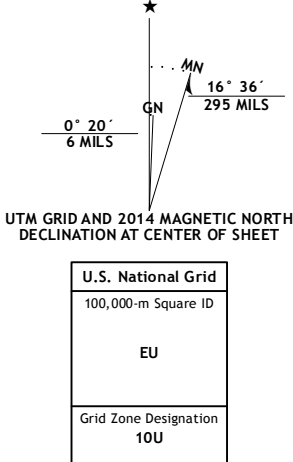 MN
GN
16° 36´
295 MILS
0° 20´
6 MILS
UTM GRID AND 2014 MAGNETIC NORTH
DECLINATION AT CENTER OF SHEET
U.S. National Grid
100,000-m Square ID
EU
Grid Zone Designation
10U